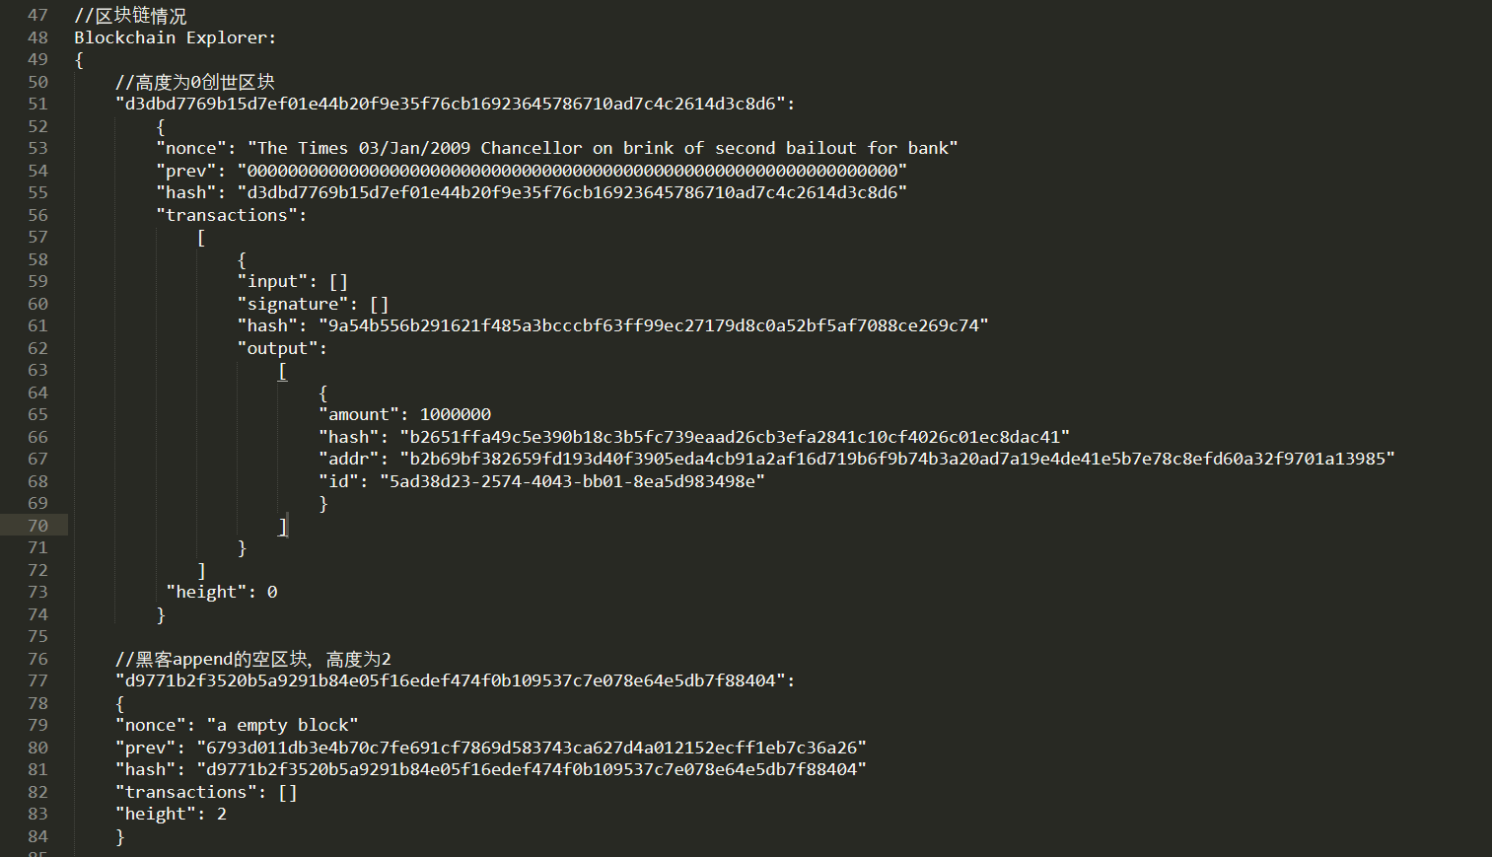 47 //区块链情况
48 Blockchain Explorer:
49 {
50 //高度为0创世区块
51 "d3dbd7769b15d7ef01e44b20f9e35f76cb16923645786710ad7c4c2614d3c8d6":
52 {
53 "nonce": "The Times 03/Jan/2009 Chancellor on brink of second bailout for bank"
54 "prev": "0000000000000000000000000000000000000000000000000000000000000000"
55 "hash": "d3dbd7769b15d7ef01e44b20f9e35f76cb16923645786710ad7c4c2614d3c8d6"
56 "transactions":
57 [
58 {
59 "input": []
60 "signature": []
61 "hash": "9a54b556b291621f485a3bcccbf63ff99ec27179d8c0a52bf5af7088ce269c74"
62 "output":
63 [
64 {
65 "amount": 1000000
66 "hash": "b2651ffa49c5e390b18c3b5fc739eaad26cb3efa2841c10cf4026c01ec8dac41"
67 "addr": "b2b69bf382659fd193d40f3905eda4cb91a2af16d719b6f9b74b3a20ad7a19e4de41e5b7e78c8efd60a32f9701a13985"
68 "id": "5ad38d23-2574-4043-bb01-8ea5d983498e"
69 }
70 ]
71 }
72 ]
73 "height": 0
74 }
75
76 //黑客append的空区块，高度为2
77 "d9771b2f3520b5a9291b84e05f16edef474f0b109537c7e078e64e5db7f88404":
78 {
79 "nonce": "a empty block"
80 "prev": "6793d011db3e4b70c7fe691cf7869d583743ca627d4a012152ecff1eb7c36a26"
81 "hash": "d9771b2f3520b5a9291b84e05f16edef474f0b109537c7e078e64e5db7f88404"
82 "transactions": []
83 "height": 2
84 }
85